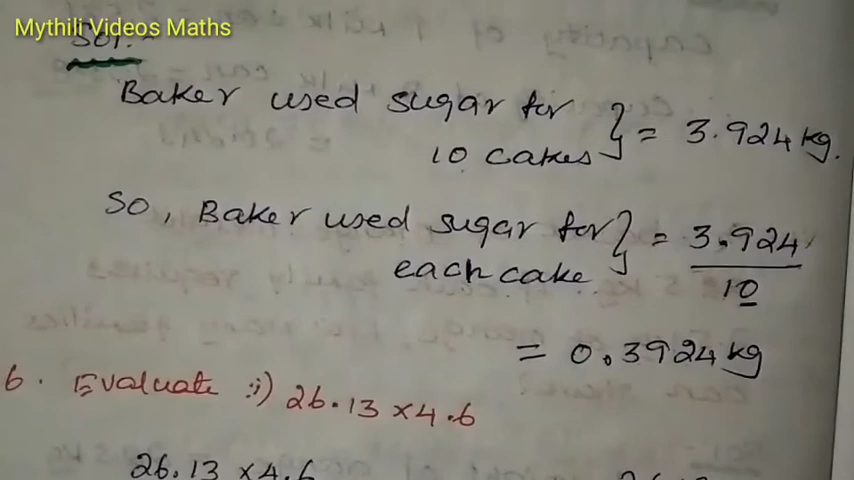 Mythili Videos Maths
Sol:-
Baker used sugar for
10 cakes } = 3.924 kg.
So, Baker used sugar for
each cake } = 3.924
10
= 0.3924 kg
6. Evaluate :i) 26.13 × 4.6
26.13 × 4.6